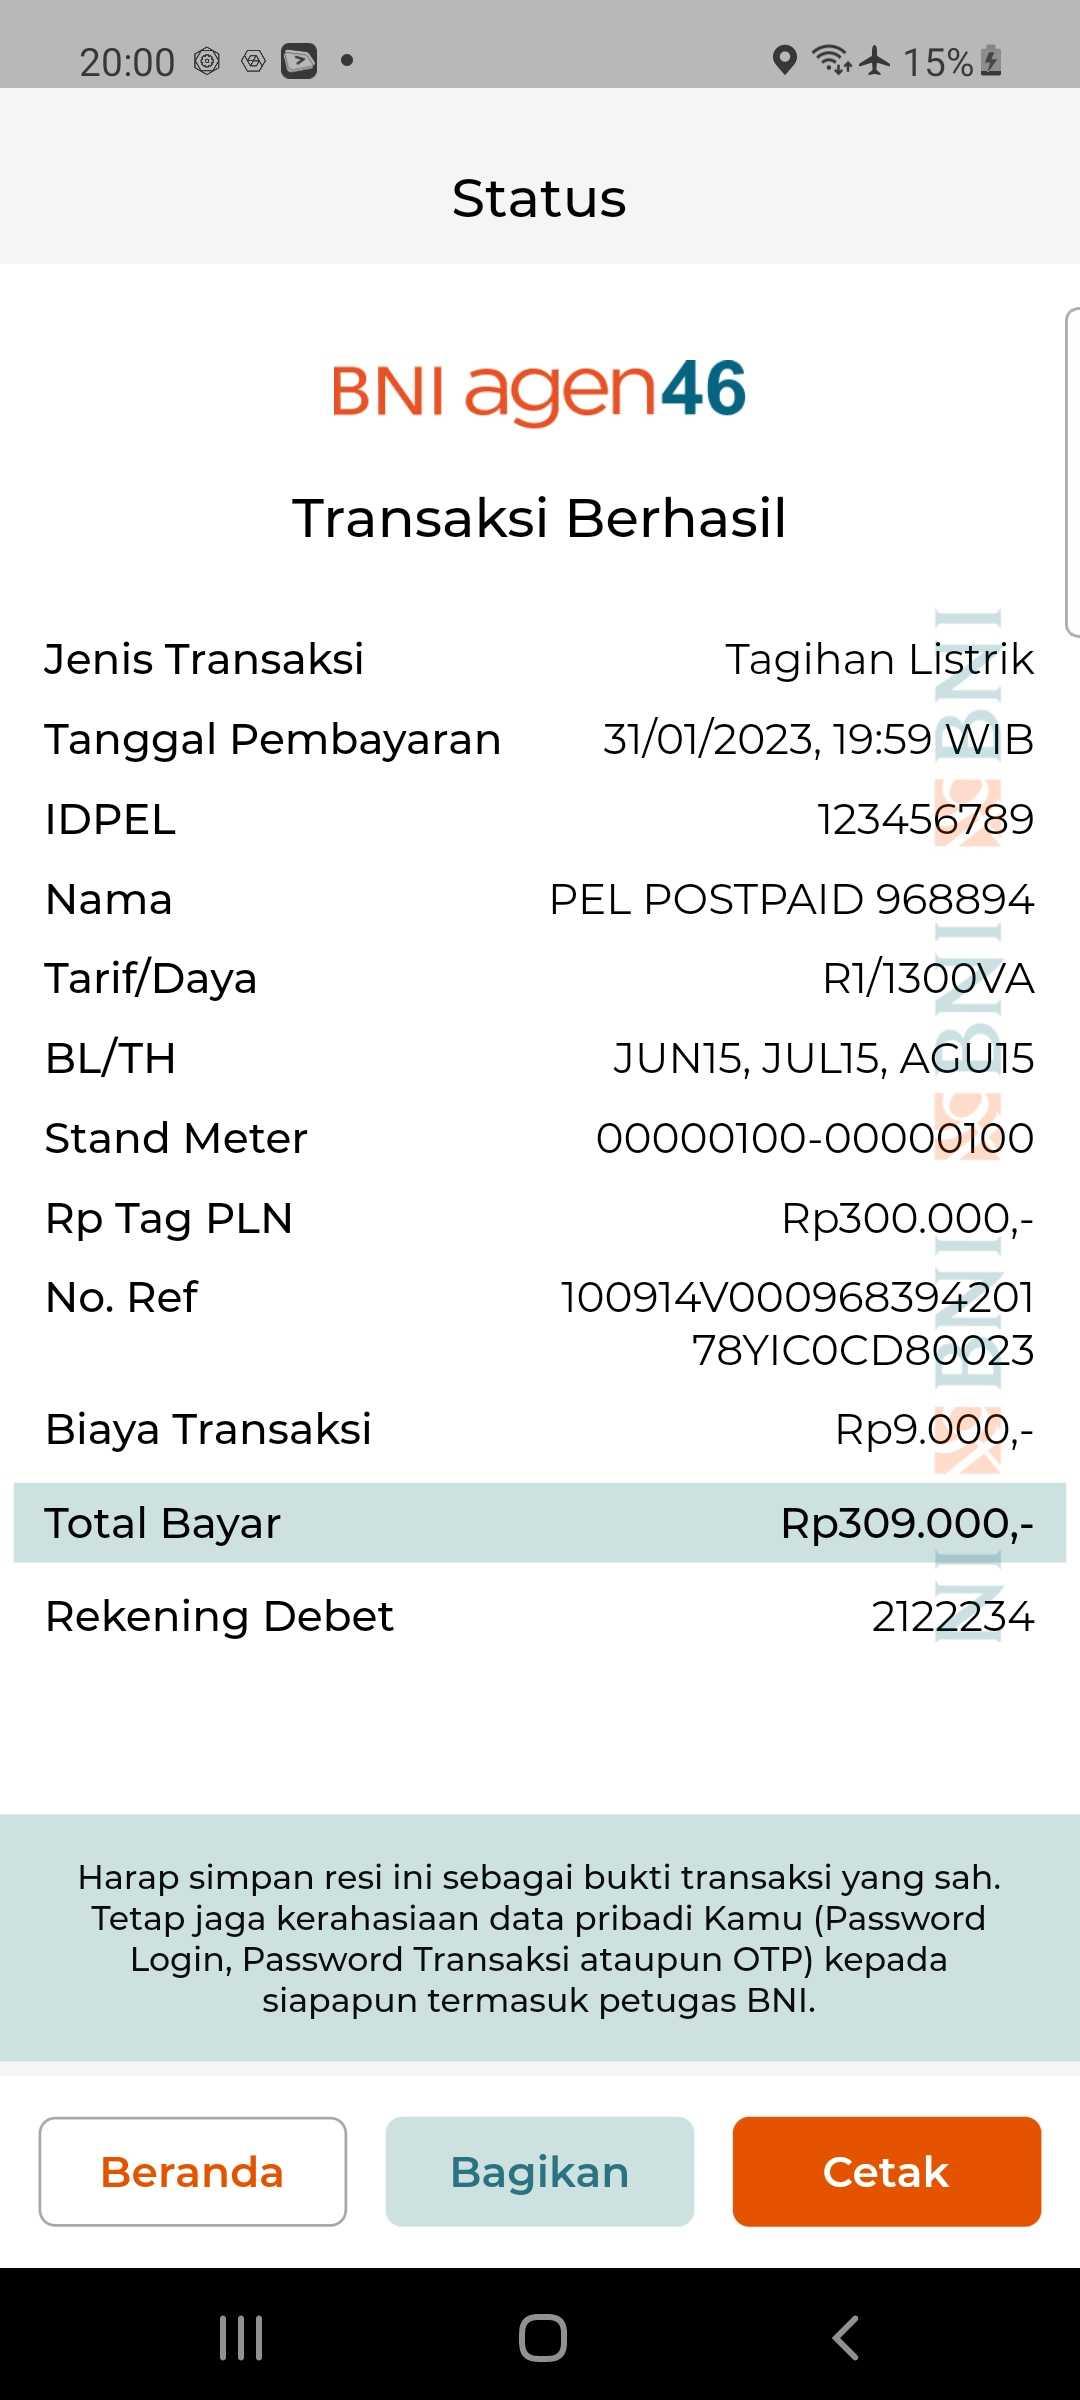 20:00
15%
Status
BNI agen46
Transaksi Berhasil
Jenis Transaksi Tagihan Listrik
Tanggal Pembayaran 31/01/2023, 19:59 WIB
IDPEL 123456789
Nama PEL POSTPAID 968894
Tarif/Daya R1/1300VA
BL/TH JUN15, JUL15, AGU15
Stand Meter 00000100-00000100
Rp Tag PLN Rp300.000,-
No. Ref 100914V000968394201
78YIC0CD80023
Biaya Transaksi Rp9.000,-
Total Bayar Rp309.000,-
Rekening Debet 2122234
BNI
BNI
BNI
NI
Harap simpan resi ini sebagai bukti transaksi yang sah.
Tetap jaga kerahasiaan data pribadi Kamu (Password
Login, Password Transaksi ataupun OTP) kepada
siapapun termasuk petugas BNI.
Beranda
Bagikan
Cetak